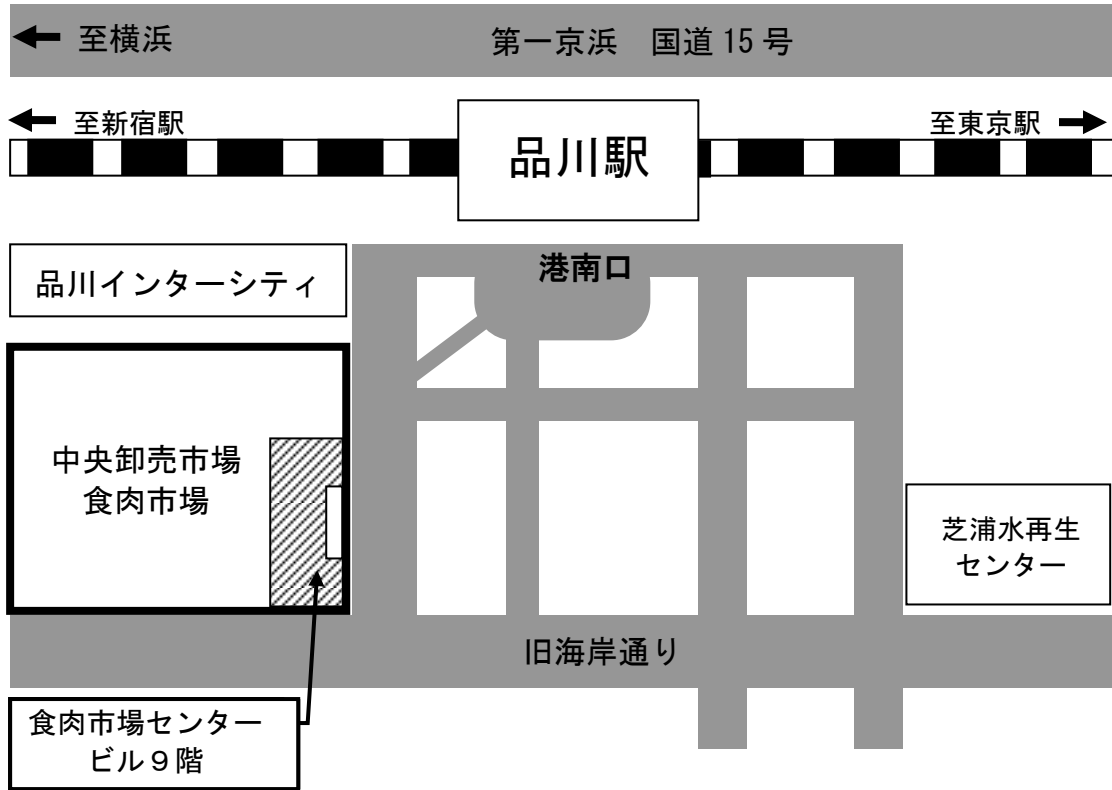 至横浜
第一京浜　国道15号
至新宿駅
至東京駅
品川駅
港南口
品川インターシティ
中央卸売市場
食肉市場
芝浦水再生
センター
旧海岸通り
食肉市場センター
ビル９階